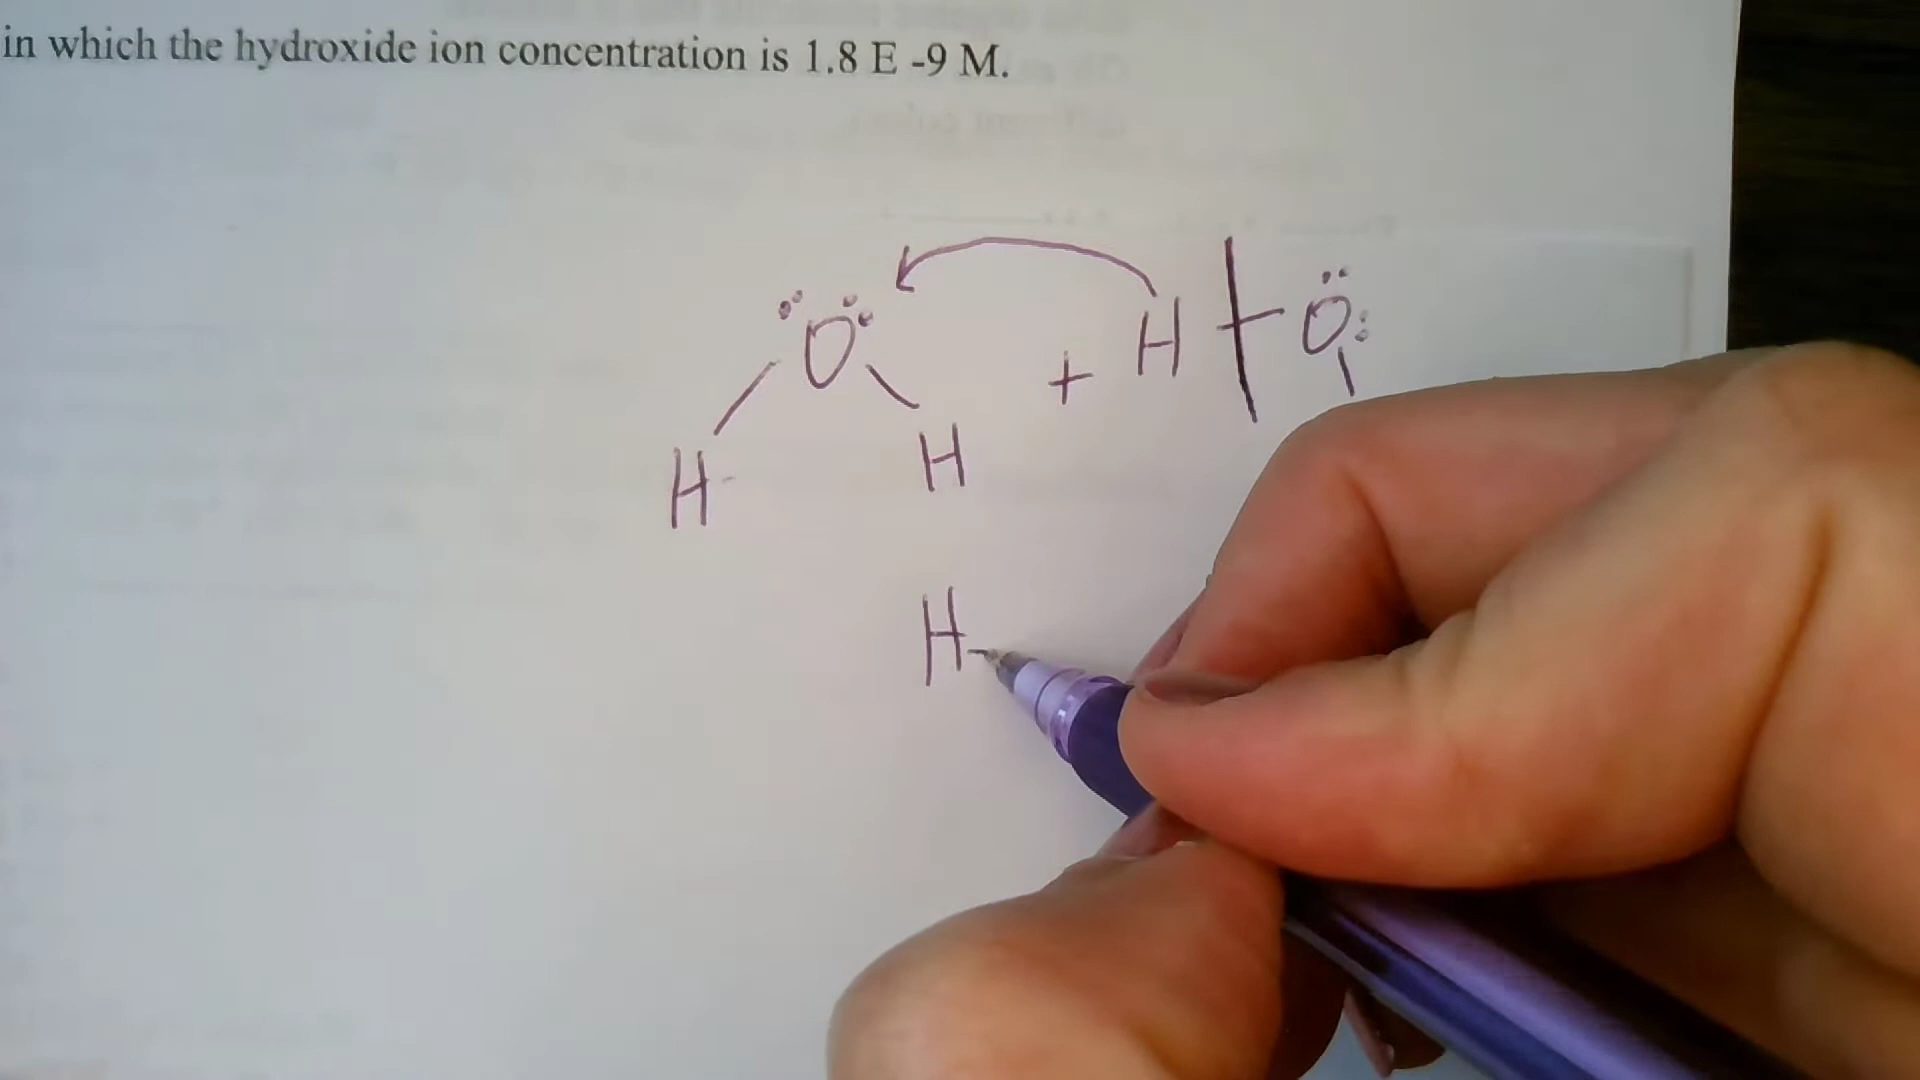 in which the hydroxide ion concentration is 1.8 E -9 M.
O + H O
H H
H